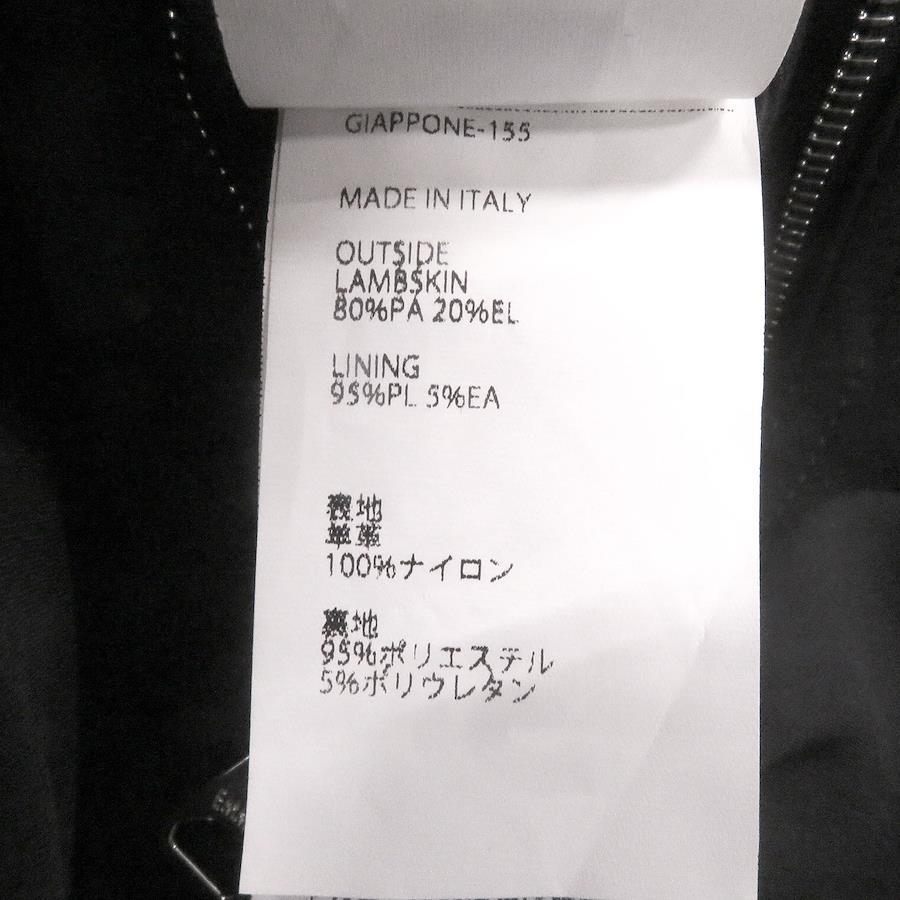 GIAPPONE-155
MADE IN ITALY
OUTSIDE
LAMBSKIN
80%PA 20%EL
LINING
95%PL 5%EA
表地
羊革
100%ナイロン
裏地
95%ポリエステル
5%ポリウレタン